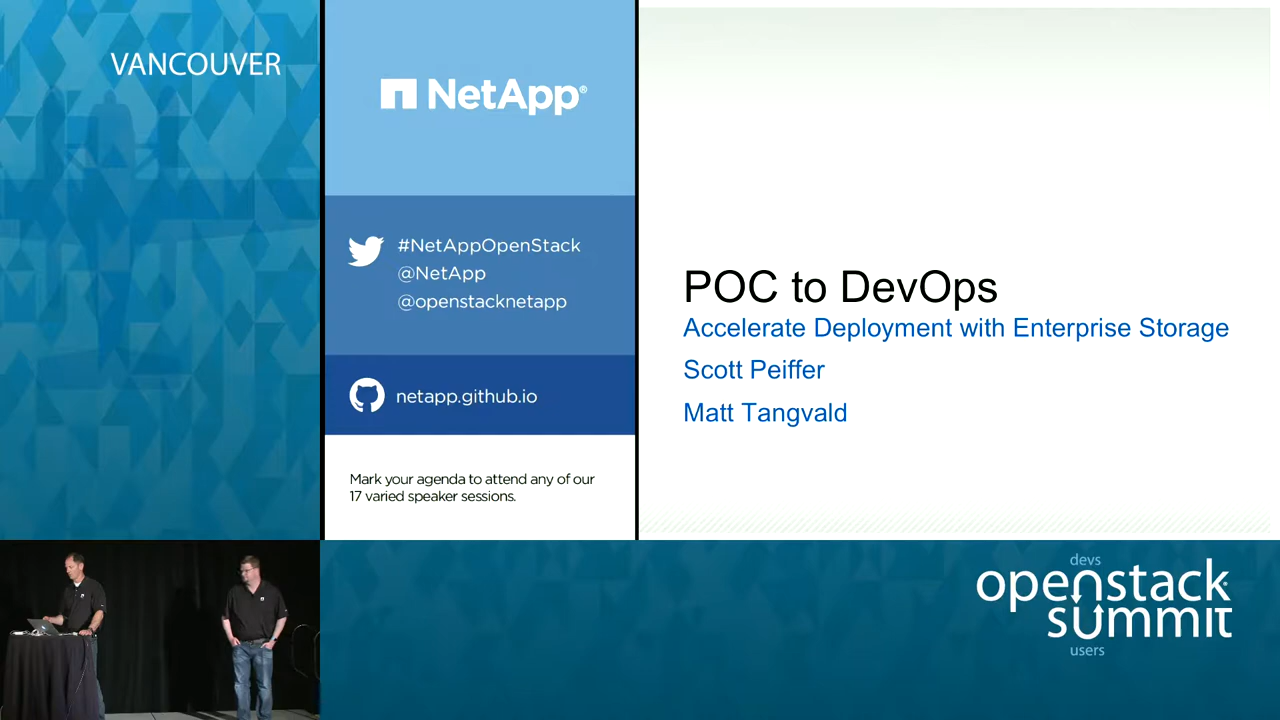 VANCOUVER
NetApp®
#NetAppOpenStack
@NetApp
@openstacknetapp
netapp.github.io
Mark your agenda to attend any of our
17 varied speaker sessions.
POC to DevOps
Accelerate Deployment with Enterprise Storage
Scott Peiffer
Matt Tangvald
devs
openstack
summit
users